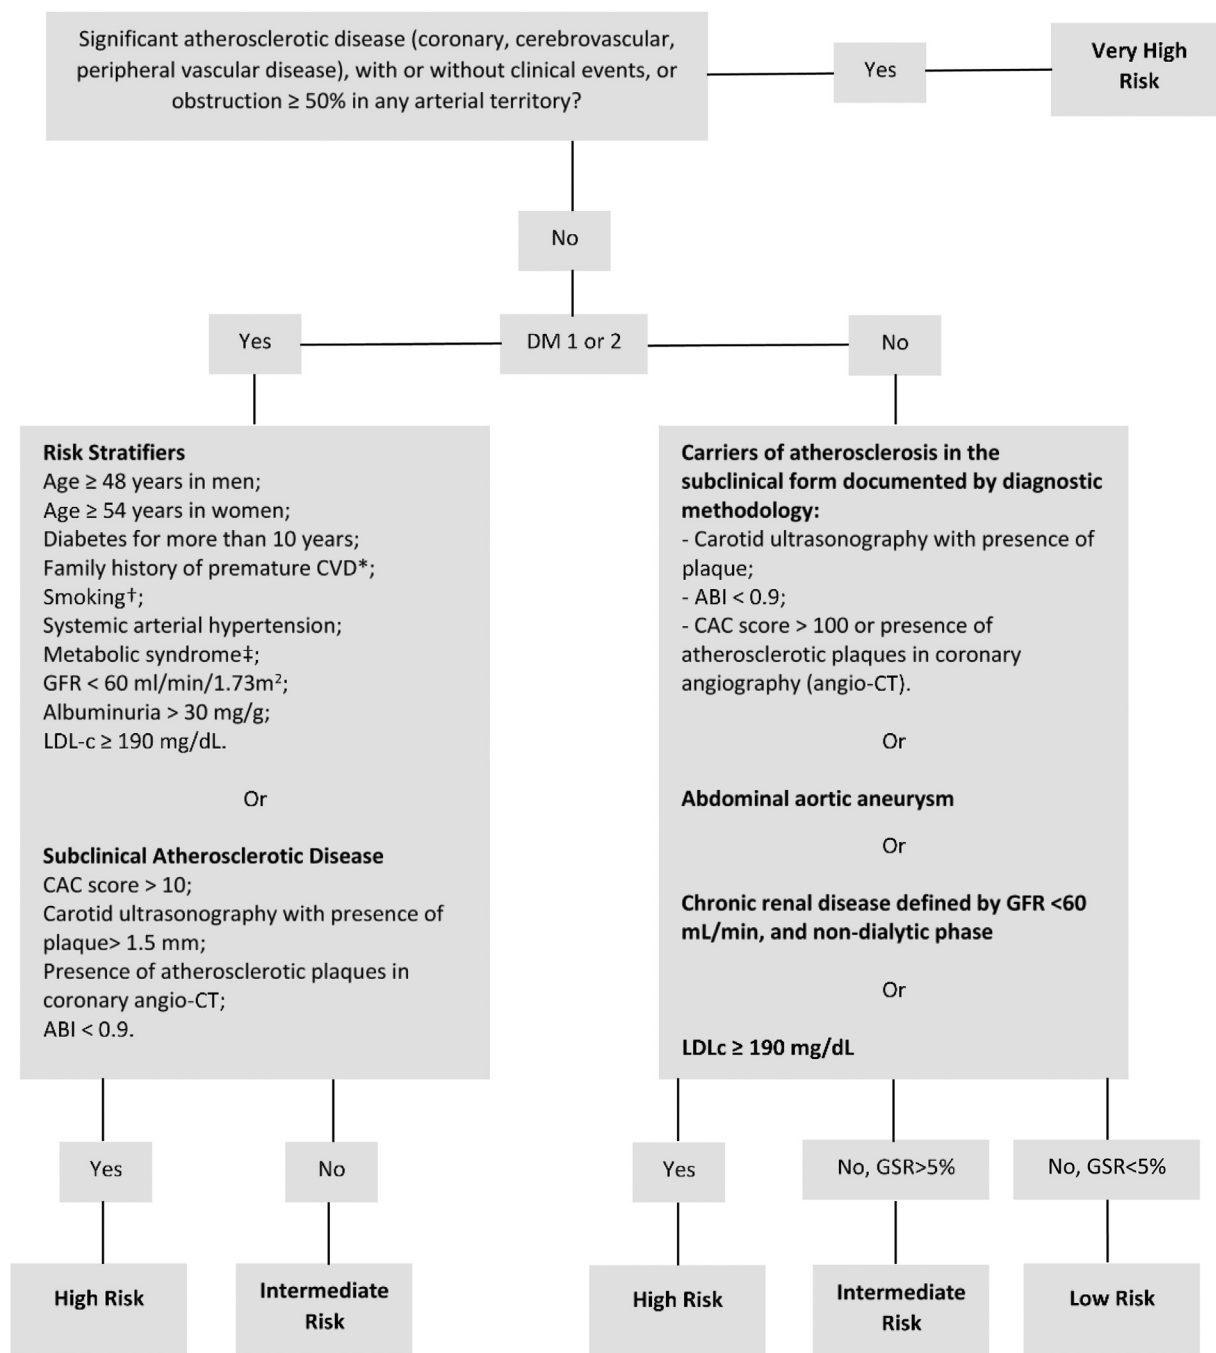 Significant atherosclerotic disease (coronary, cerebrovascular,
peripheral vascular disease), with or without clinical events, or
obstruction ≥ 50% in any arterial territory?
Yes
Very High
Risk
No
Yes
DM 1 or 2
No
Risk Stratifiers
Age ≥ 48 years in men;
Age ≥ 54 years in women;
Diabetes for more than 10 years;
Family history of premature CVD*;
Smoking†;
Systemic arterial hypertension;
Metabolic syndrome‡;
GFR < 60 ml/min/1.73m²;
Albuminuria > 30 mg/g;
LDL-c ≥ 190 mg/dL.
Or
Subclinical Atherosclerotic Disease
CAC score > 10;
Carotid ultrasonography with presence of
plaque> 1.5 mm;
Presence of atherosclerotic plaques in
coronary angio-CT;
ABI < 0.9.
Carriers of atherosclerosis in the
subclinical form documented by diagnostic
methodology:
- Carotid ultrasonography with presence of
plaque;
- ABI < 0.9;
- CAC score > 100 or presence of
atherosclerotic plaques in coronary
angiography (angio-CT).
Or
Abdominal aortic aneurysm
Or
Chronic renal disease defined by GFR <60
mL/min, and non-dialytic phase
Or
LDLc ≥ 190 mg/dL
Yes
No
Yes
No, GSR>5%
No, GSR<5%
High Risk
Intermediate
Risk
High Risk
Intermediate
Risk
Low Risk